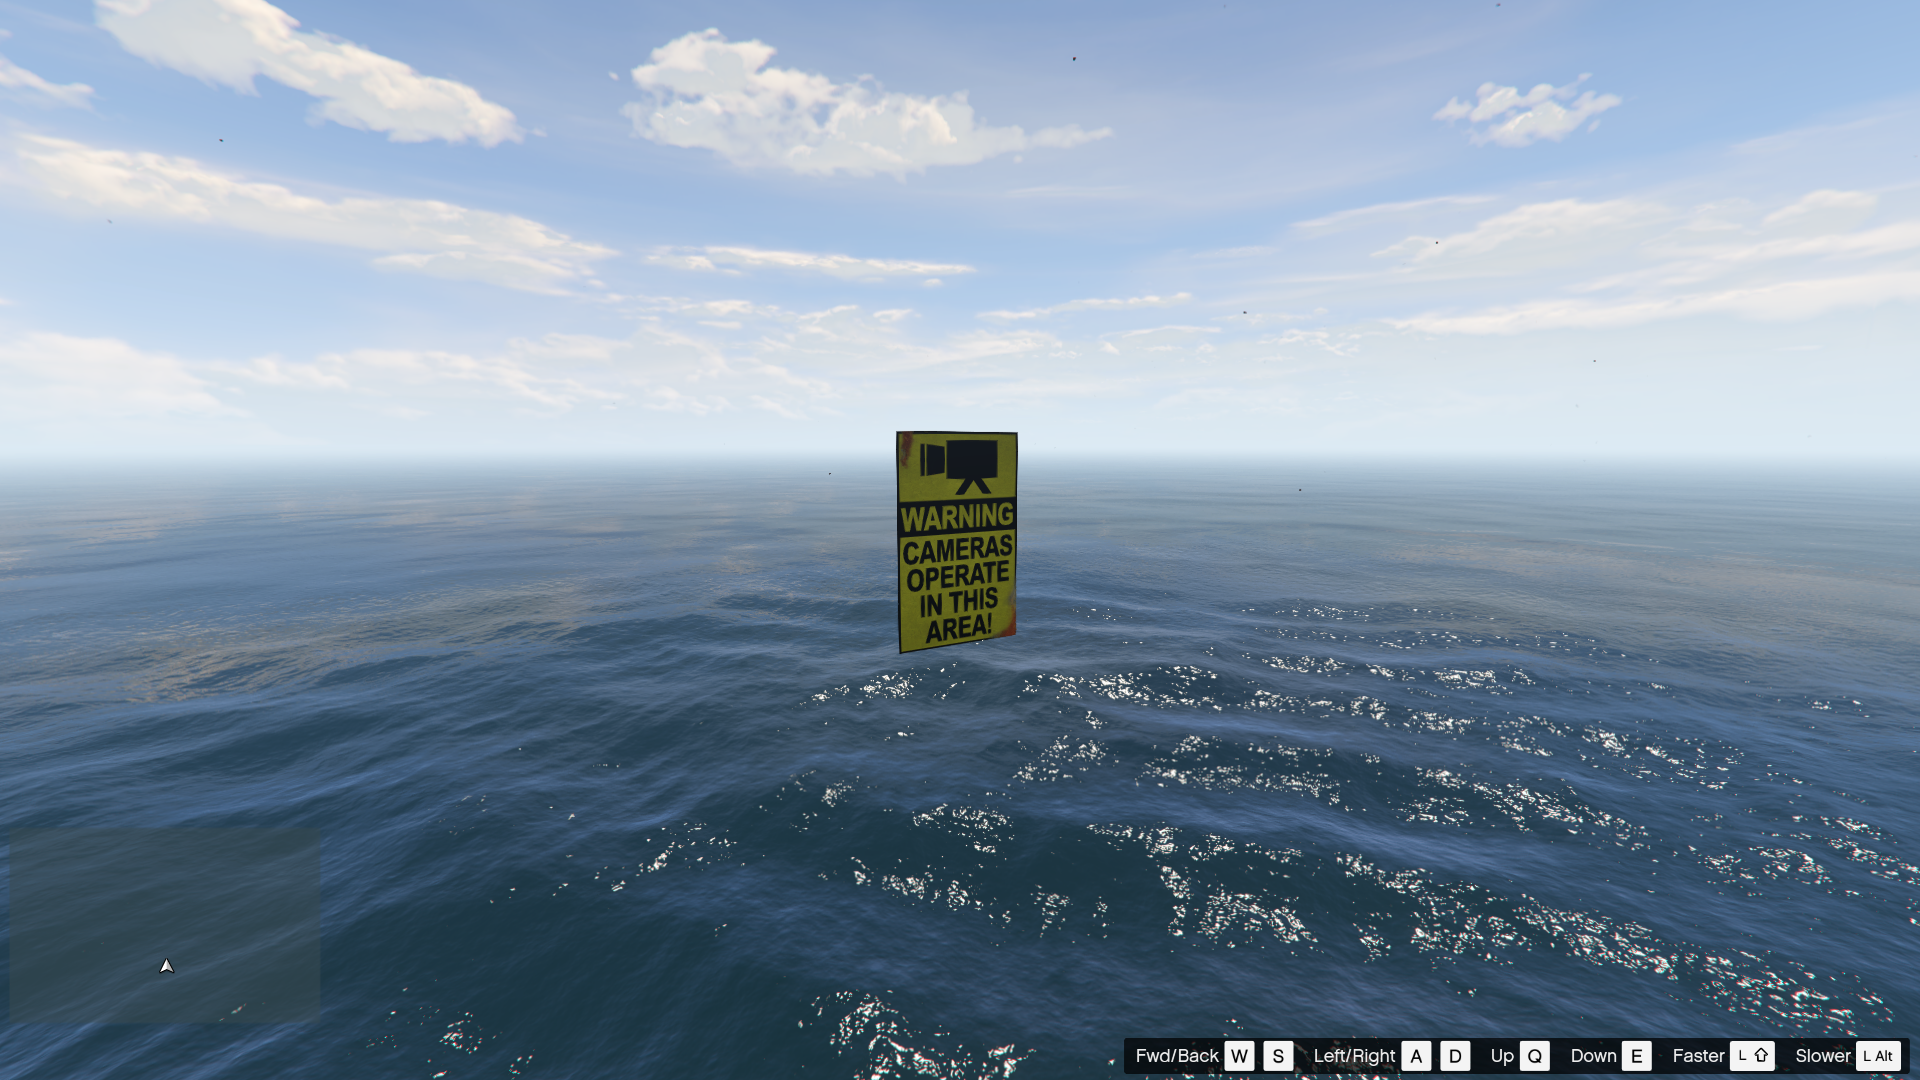 WARNING
CAMERAS
OPERATE
IN THIS
AREA!
Fwd/Back W S Left/Right A D Up Q Down E Faster L ⇧ Slower L Alt